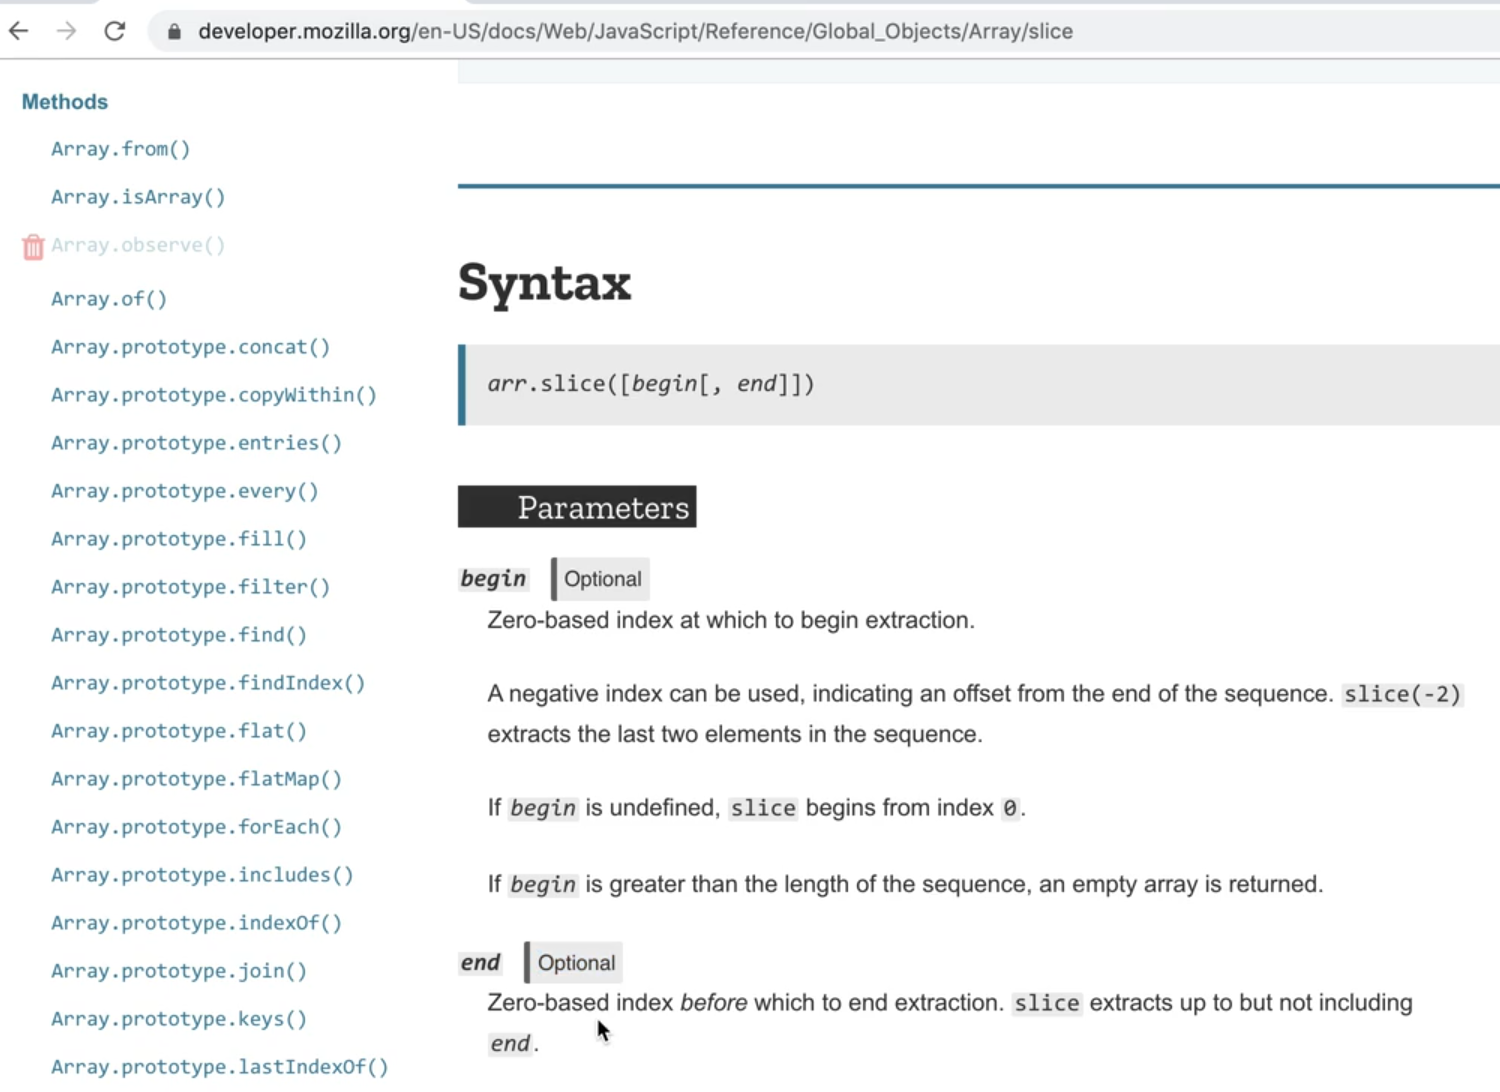 developer.mozilla.org/en-US/docs/Web/JavaScript/Reference/Global_Objects/Array/slice
Methods
Array.from()
Array.isArray()
Array.observe()
Array.of()
Array.prototype.concat()
Array.prototype.copyWithin()
Array.prototype.entries()
Array.prototype.every()
Array.prototype.fill()
Array.prototype.filter()
Array.prototype.find()
Array.prototype.findIndex()
Array.prototype.flat()
Array.prototype.flatMap()
Array.prototype.forEach()
Array.prototype.includes()
Array.prototype.indexOf()
Array.prototype.join()
Array.prototype.keys()
Array.prototype.lastIndexOf()
Syntax
arr.slice([begin[, end]])
Parameters
begin Optional
Zero-based index at which to begin extraction.
A negative index can be used, indicating an offset from the end of the sequence. slice(-2)
extracts the last two elements in the sequence.
If begin is undefined, slice begins from index 0.
If begin is greater than the length of the sequence, an empty array is returned.
end Optional
Zero-based index before which to end extraction. slice extracts up to but not including
end.